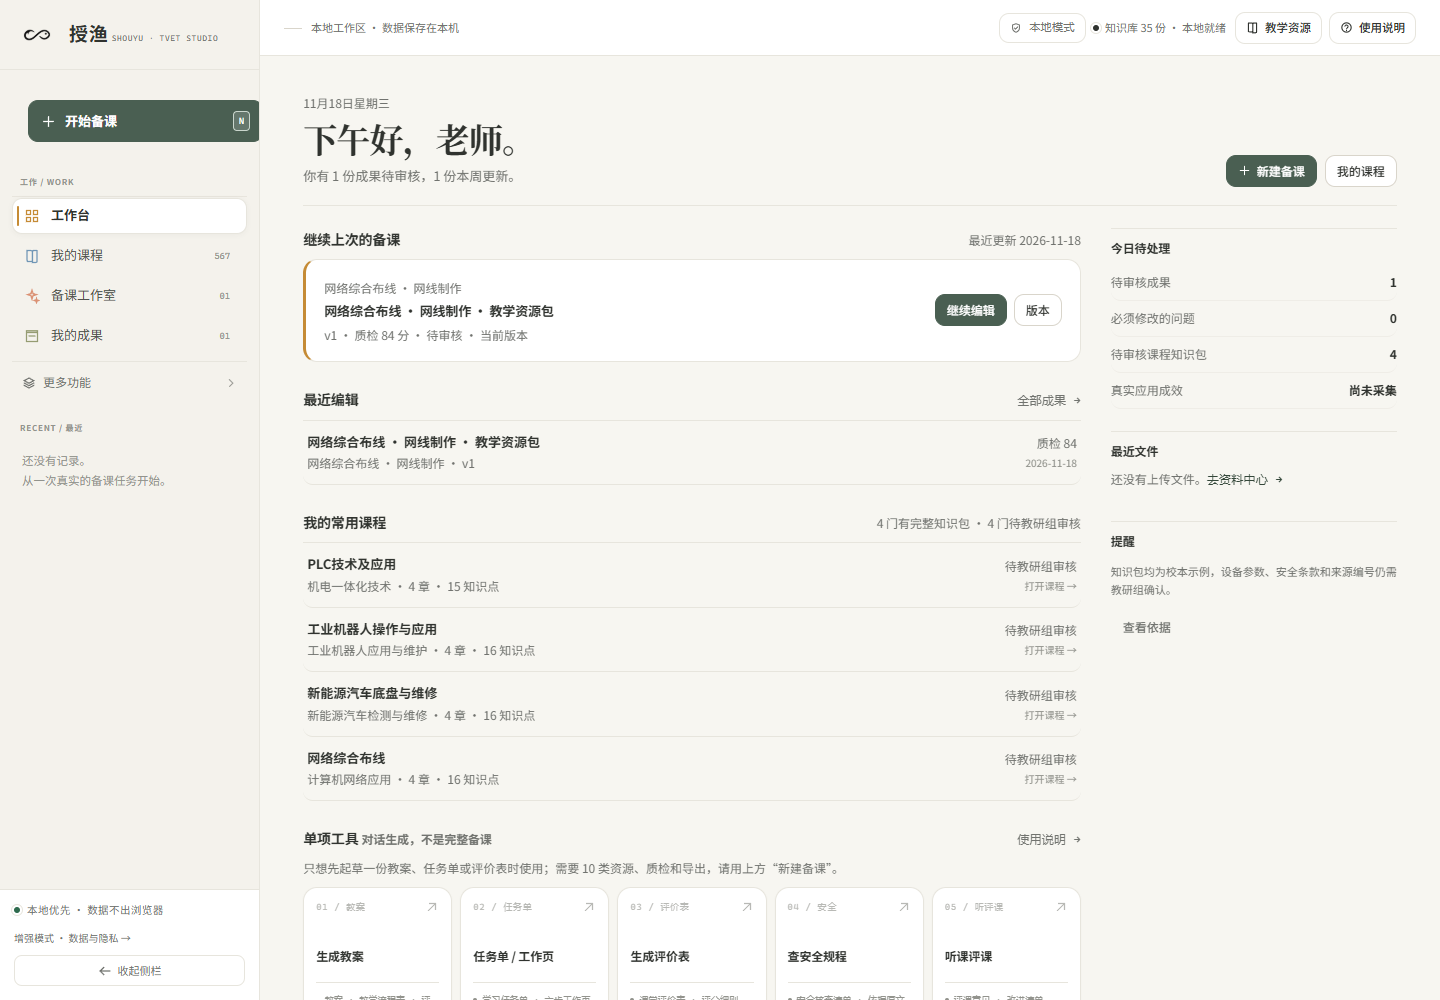 授渔 SHOUYU · TVET STUDIO
开始备课 N
工作 / WORK
工作台
我的课程 567
备课工作室 01
我的成果 01
更多功能
RECENT / 最近
还没有记录。
从一次真实的备课任务开始。
本地优先 · 数据不出浏览器
增强模式 · 数据与隐私 →
← 收起侧栏
本地工作区 · 数据保存在本机
本地模式
知识库 35 份 · 本地就绪
教学资源
使用说明
11月18日星期三
下午好，老师。
你有 1 份成果待审核，1 份本周更新。
新建备课
我的课程
继续上次的备课
最近更新 2026-11-18
网络综合布线 · 网线制作
网络综合布线 · 网线制作 · 教学资源包
v1 · 质检 84 分 · 待审核 · 当前版本
继续编辑
版本
最近编辑
全部成果 →
网络综合布线 · 网线制作 · 教学资源包
质检 84
网络综合布线 · 网线制作 · v1
2026-11-18
我的常用课程
4 门有完整知识包 · 4 门待教研组审核
PLC技术及应用
待教研组审核
机电一体化技术 · 4 章 · 15 知识点
打开课程 →
工业机器人操作与应用
待教研组审核
工业机器人应用与维护 · 4 章 · 16 知识点
打开课程 →
新能源汽车底盘与维修
待教研组审核
新能源汽车检测与维修 · 4 章 · 16 知识点
打开课程 →
网络综合布线
待教研组审核
计算机网络应用 · 4 章 · 16 知识点
打开课程 →
单项工具 对话生成，不是完整备课
使用说明 →
只想先起草一份教案、任务单或评价表时使用；需要 10 类资源、质检和导出，请用上方“新建备课”。
01 / 教案
生成教案
02 / 任务单
任务单 / 工作页
03 / 评价表
生成评价表
04 / 安全
查安全规程
05 / 听评课
听课评课
今日待处理
待审核成果 1
必须修改的问题 0
待审核课程知识包 4
真实应用成效 尚未采集
最近文件
还没有上传文件。去资料中心 →
提醒
知识包均为校本示例，设备参数、安全条款和来源编号仍需
教研组确认。
查看依据